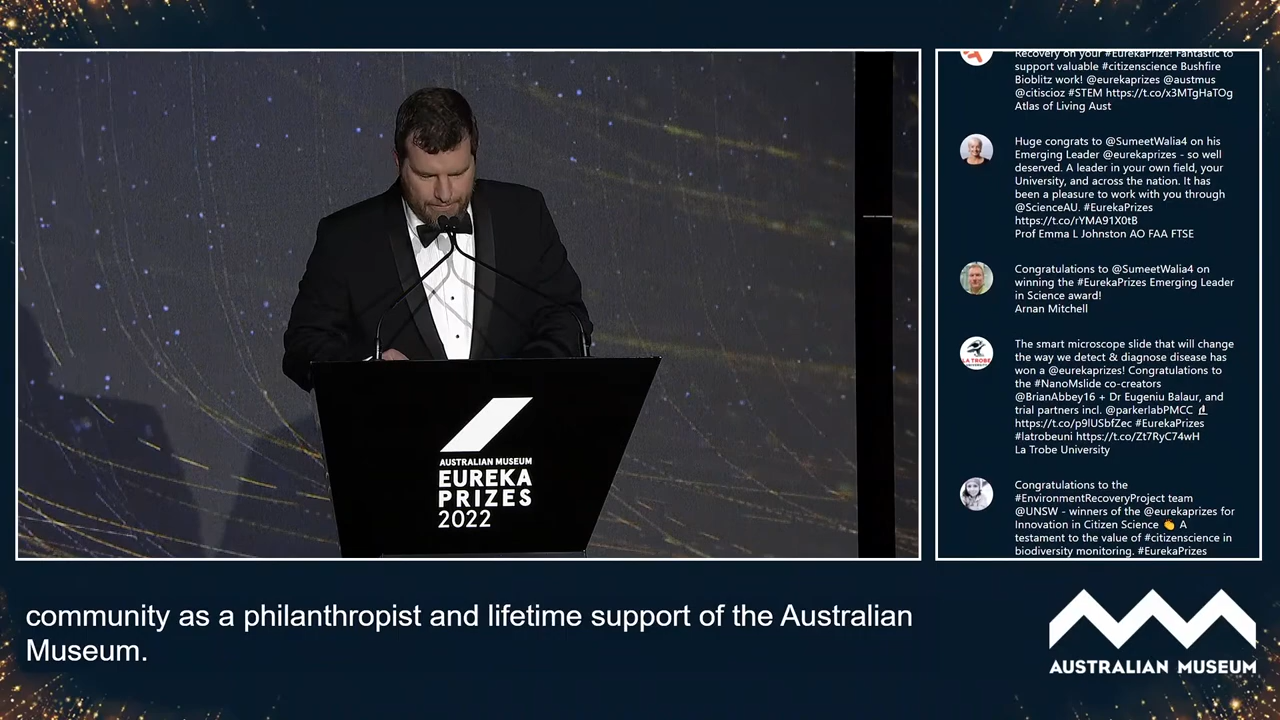 AUSTRALIAN MUSEUM
EUREKA
PRIZES
2022
Recovery on your #EurekaPrize! Fantastic to
support valuable #citizenscience Bushfire
Bioblitz work! @eurekaprizes @austmus
@citiscioz #STEM https://t.co/x3MTgHaTOg
Atlas of Living Aust
Huge congrats to @SumeetWalia4 on his
Emerging Leader @eurekaprizes - so well
deserved. A leader in your own field, your
University, and across the nation. It has
been a pleasure to work with you through
@ScienceAU. #EurekaPrizes
https://t.co/rYMA91X0tB
Prof Emma L Johnston AO FAA FTSE
Congratulations to @SumeetWalia4 on
winning the #EurekaPrizes Emerging Leader
in Science award!
Arnan Mitchell
LA TROBE
The smart microscope slide that will change
the way we detect & diagnose disease has
won a @eurekaprizes! Congratulations to
the #NanoMslide co-creators
@BrianAbbey16 + Dr Eugeniu Balaur, and
trial partners incl. @parkerlabPMCC 🔬
https://t.co/p9lUSbfZec #EurekaPrizes
#latrobeuni https://t.co/Zt7RyC74wH
La Trobe University
Congratulations to the
#EnvironmentRecoveryProject team
@UNSW - winners of the @eurekaprizes for
Innovation in Citizen Science 👏 A
testament to the value of #citizenscience in
biodiversity monitoring. #EurekaPrizes
community as a philanthropist and lifetime support of the Australian
Museum.
AUSTRALIAN MUSEUM